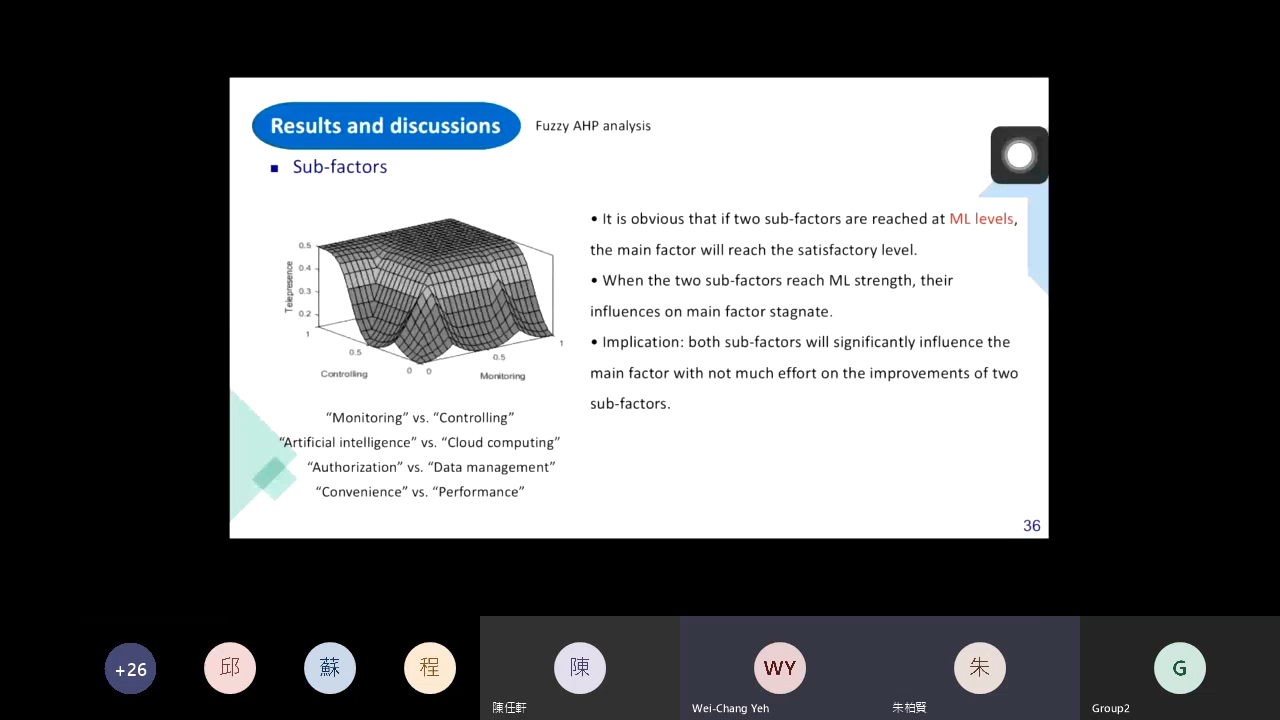 Results and discussions
Fuzzy AHP analysis
■ Sub-factors
0.5
0.4
0.3
0.2
Telepresence
1
0.5
0
Controlling
0
0.5
1
Monitoring
“Monitoring” vs. “Controlling”
“Artificial intelligence” vs. “Cloud computing”
“Authorization” vs. “Data management”
“Convenience” vs. “Performance”
• It is obvious that if two sub-factors are reached at ML levels,
the main factor will reach the satisfactory level.
• When the two sub-factors reach ML strength, their
influences on main factor stagnate.
• Implication: both sub-factors will significantly influence the
main factor with not much effort on the improvements of two
sub-factors.
36
+26
邱
蘇
程
陳
WY
朱
G
陳任軒
Wei-Chang Yeh
朱柏賢
Group2